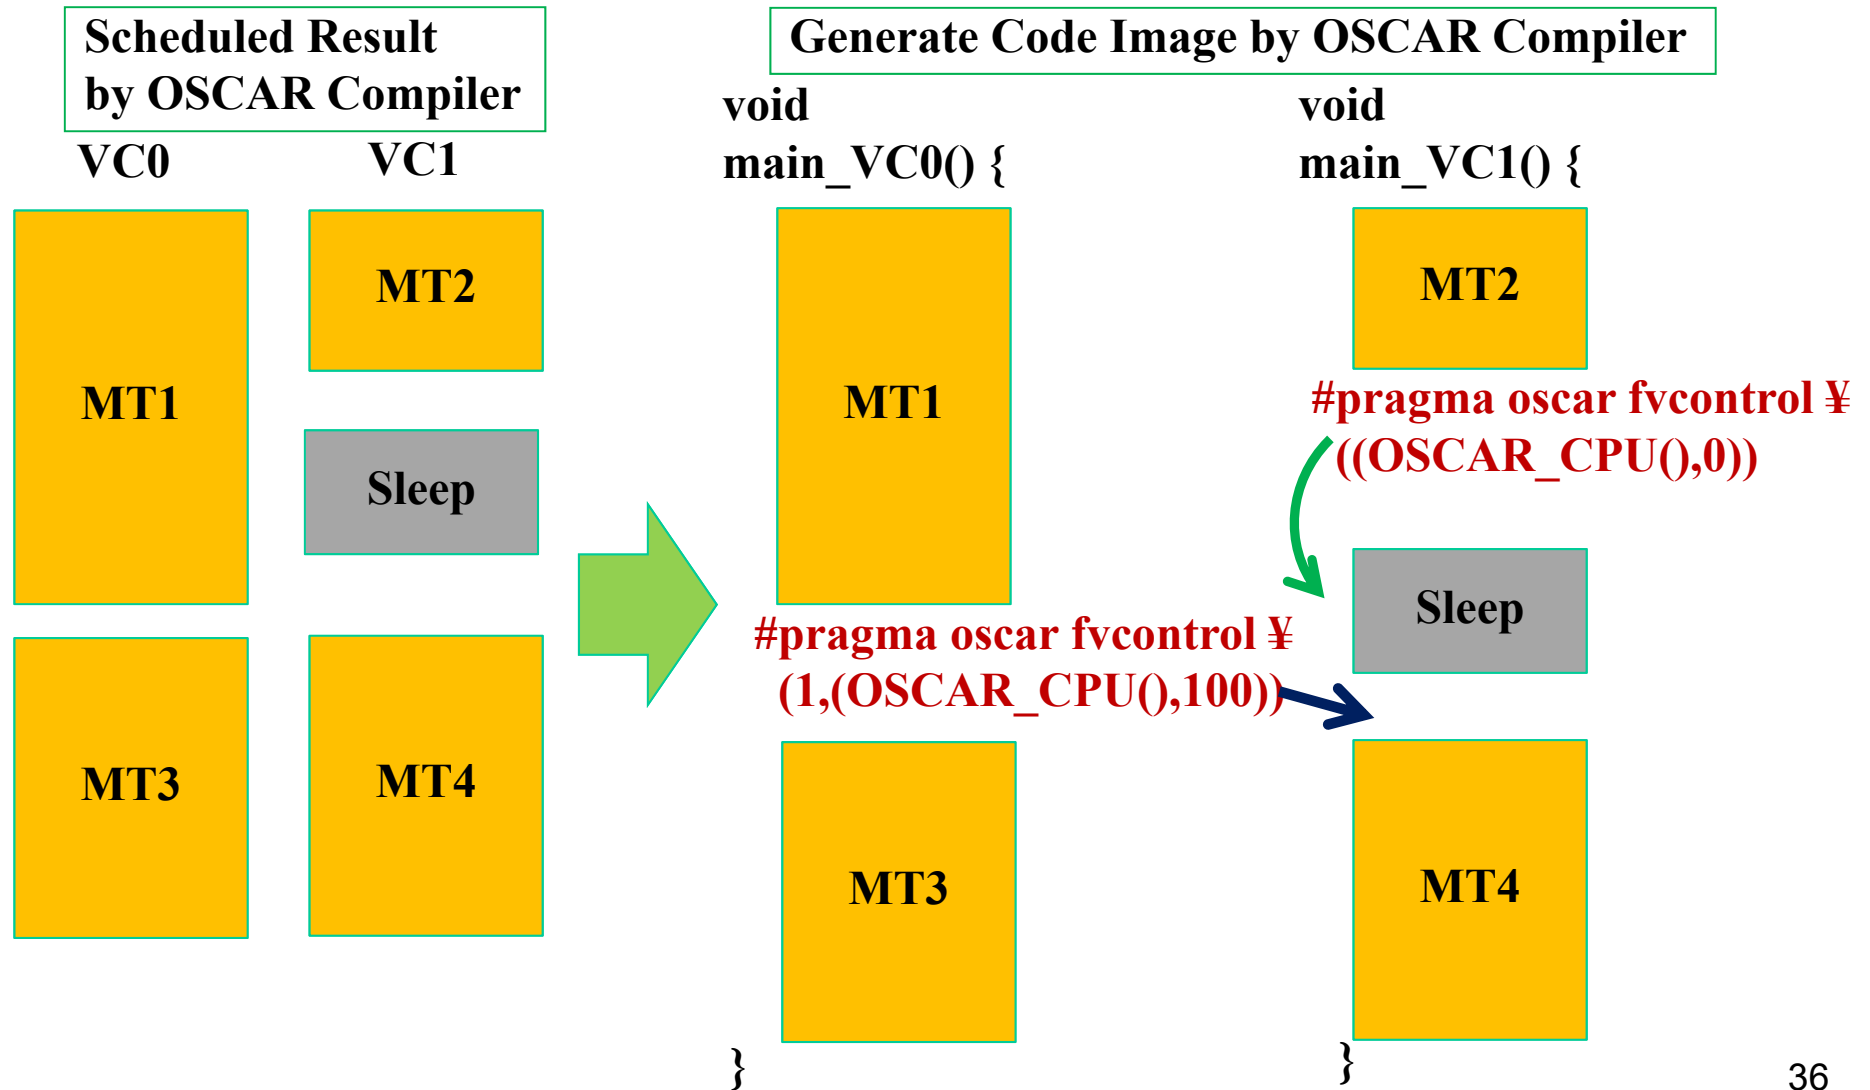 Scheduled Result
by OSCAR Compiler
VC0
VC1
MT1
MT2
Sleep
MT3
MT4
Generate Code Image by OSCAR Compiler
void
main_VC0() {
MT1
#pragma oscar fvcontrol ¥
(1,(OSCAR_CPU(),100))
MT3
}
void
main_VC1() {
MT2
#pragma oscar fvcontrol ¥
((OSCAR_CPU(),0))
Sleep
MT4
}
36